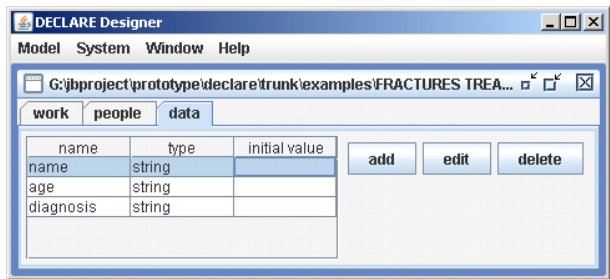 DECLARE Designer
Model System Window Help
G:\jbproject\prototype\declare\trunk\examples\FRACTURES TREA...
work people data
name type initial value
name string
age string
diagnosis string
add edit delete